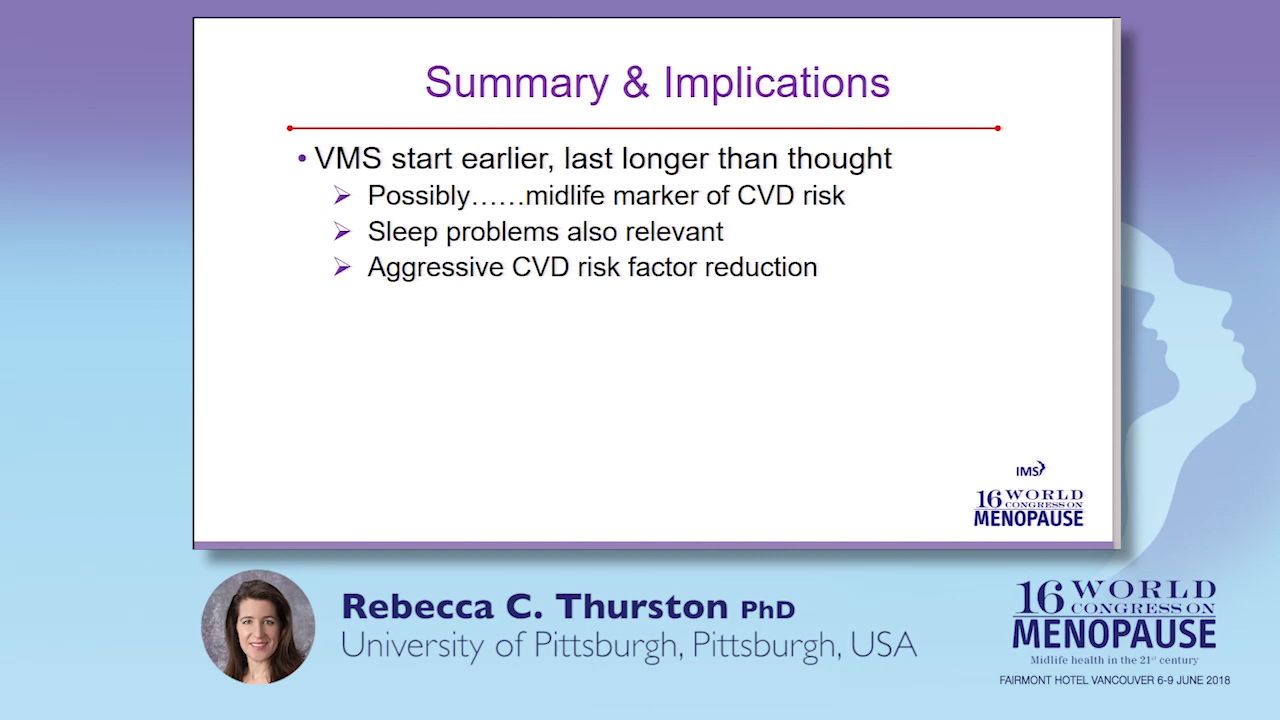 Summary & Implications
• VMS start earlier, last longer than thought
Possibly......midlife marker of CVD risk
Sleep problems also relevant
Aggressive CVD risk factor reduction
IMS
16 WORLD
CONGRESS ON
MENOPAUSE
Rebecca C. Thurston PhD
University of Pittsburgh, Pittsburgh, USA
16 WORLD
CONGRESS ON
MENOPAUSE
Midlife health in the 21st century
FAIRMONT HOTEL VANCOUVER 6-9 JUNE 2018